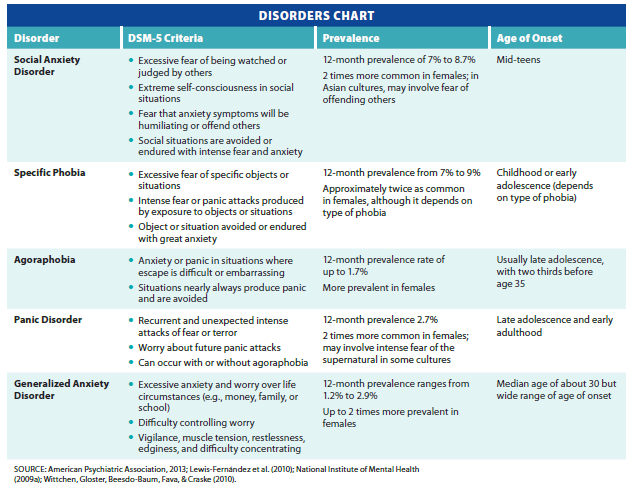 DISORDERS CHART
Disorder DSM-5 Criteria Prevalence Age of Onset
Social Anxiety
Disorder
• Excessive fear of being watched or
judged by others
• Extreme self-consciousness in social
situations
• Fear that anxiety symptoms will be
humiliating or offend others
• Social situations are avoided or
endured with intense fear and anxiety
12-month prevalence of 7% to 8.7%
2 times more common in females; in
Asian cultures, may involve fear of
offending others
Mid-teens
Specific Phobia
• Excessive fear of specific objects or
situations
• Intense fear or panic attacks produced
by exposure to objects or situations
• Object or situation avoided or endured
with great anxiety
12-month prevalence from 7% to 9%
Approximately twice as common
in females, although it depends on
type of phobia
Childhood or early
adolescence (depends
on type of phobia)
Agoraphobia
• Anxiety or panic in situations where
escape is difficult or embarrassing
• Situations nearly always produce panic
and are avoided
12-month prevalence rate of
up to 1.7%
More prevalent in females
Usually late adolescence,
with two thirds before
age 35
Panic Disorder
• Recurrent and unexpected intense
attacks of fear or terror
• Worry about future panic attacks
• Can occur with or without agoraphobia
12-month prevalence 2.7%
2 times more common in females;
may involve intense fear of the
supernatural in some cultures
Late adolescence and early
adulthood
Generalized Anxiety
Disorder
• Excessive anxiety and worry over life
circumstances (e.g., money, family, or
school)
• Difficulty controlling worry
• Vigilance, muscle tension, restlessness,
edginess, and difficulty concentrating
12-month prevalence ranges from
1.2% to 2.9%
Up to 2 times more prevalent in
females
Median age of about 30 but
wide range of age of onset
SOURCE: American Psychiatric Association, 2013; Lewis-Fernández et al. (2010); National Institute of Mental Health
(2009a); Wittchen, Gloster, Beesdo-Baum, Fava, & Craske (2010).